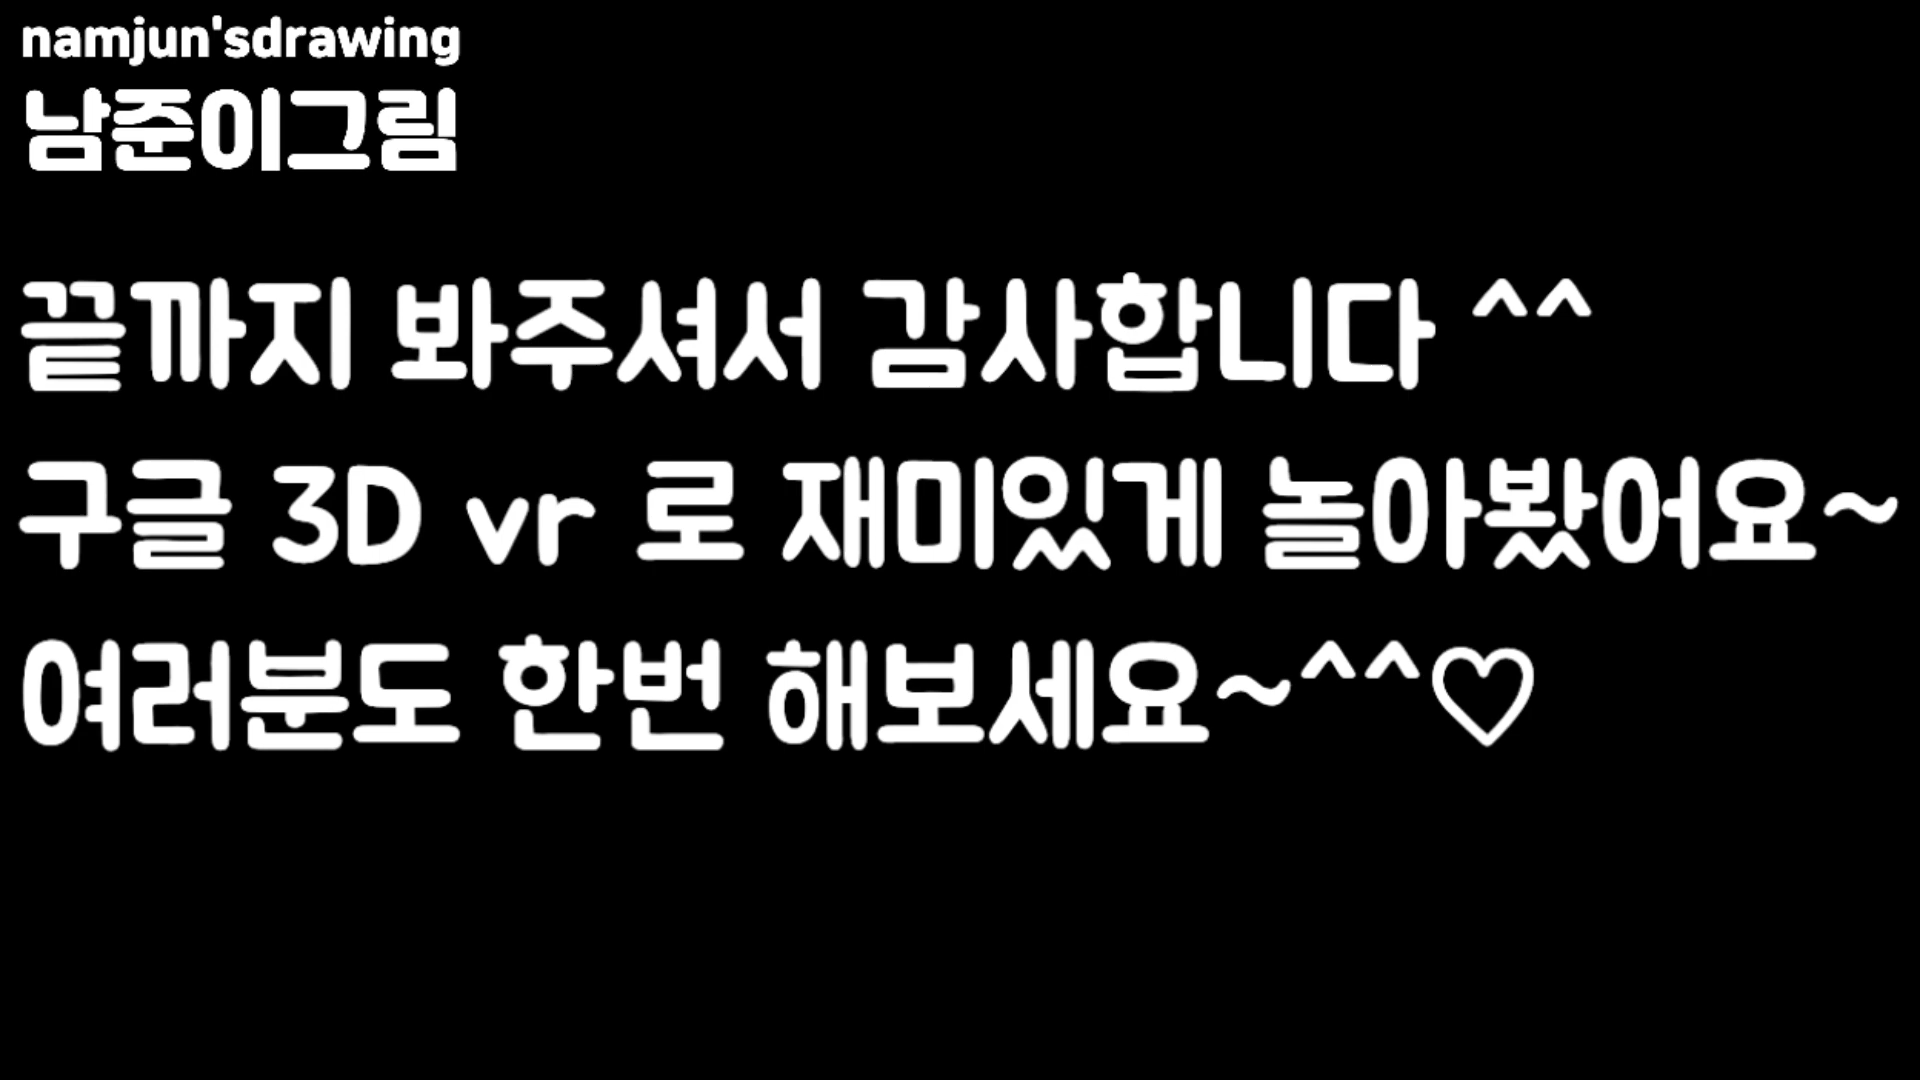 namjun'sdrawing
남준이그림
끝까지 봐주셔서 감사합니다 ^^
구글 3D vr 로 재미있게 놀아봤어요~
여러분도 한번 해보세요~^^♡